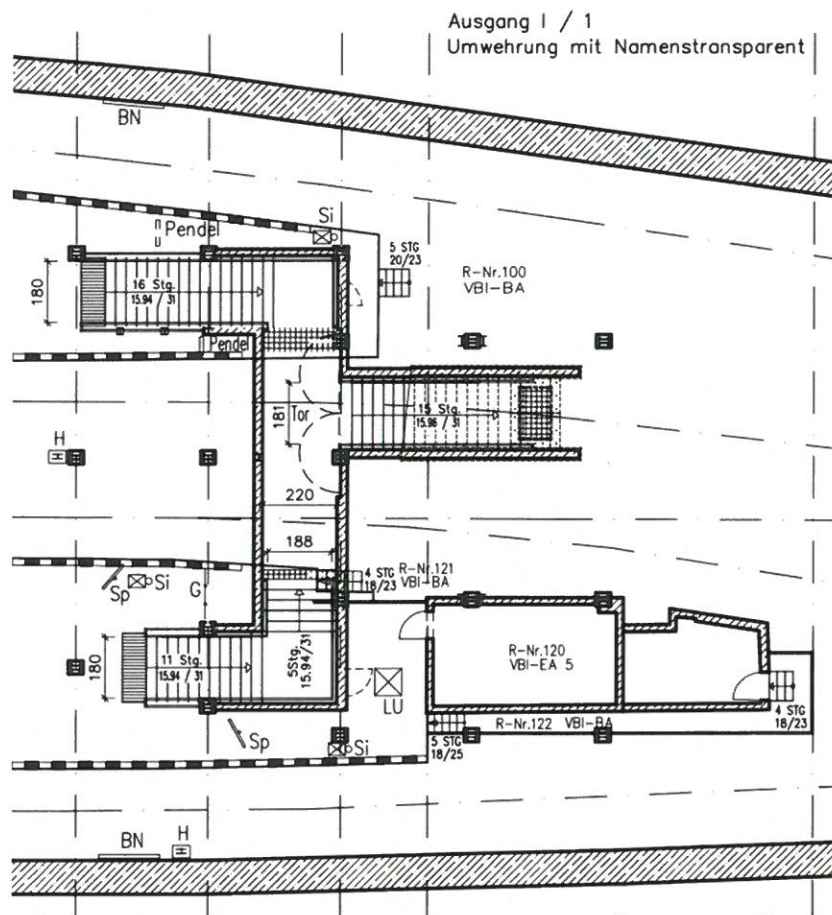 Ausgang I / 1
Umwehrung mit Namenstransparent
BN
Pendel
Si
5 STG
20/23
R-Nr.100
VBI-BA
180
16 Stg.
15.94 / 31
Pendel
181
Tor
15 Stg.
15.96 / 31
H
220
188
4 STG
18/23
R-Nr.121
VBI-BA
Sp
Si
G
180
11 Stg.
15.94 / 31
5Stg.
15.94/31
R-Nr.120
VBI-EA 5
LU
Sp
Si
5 STG
18/25
R-Nr.122 VBI-BA
4 STG
18/23
BN
H